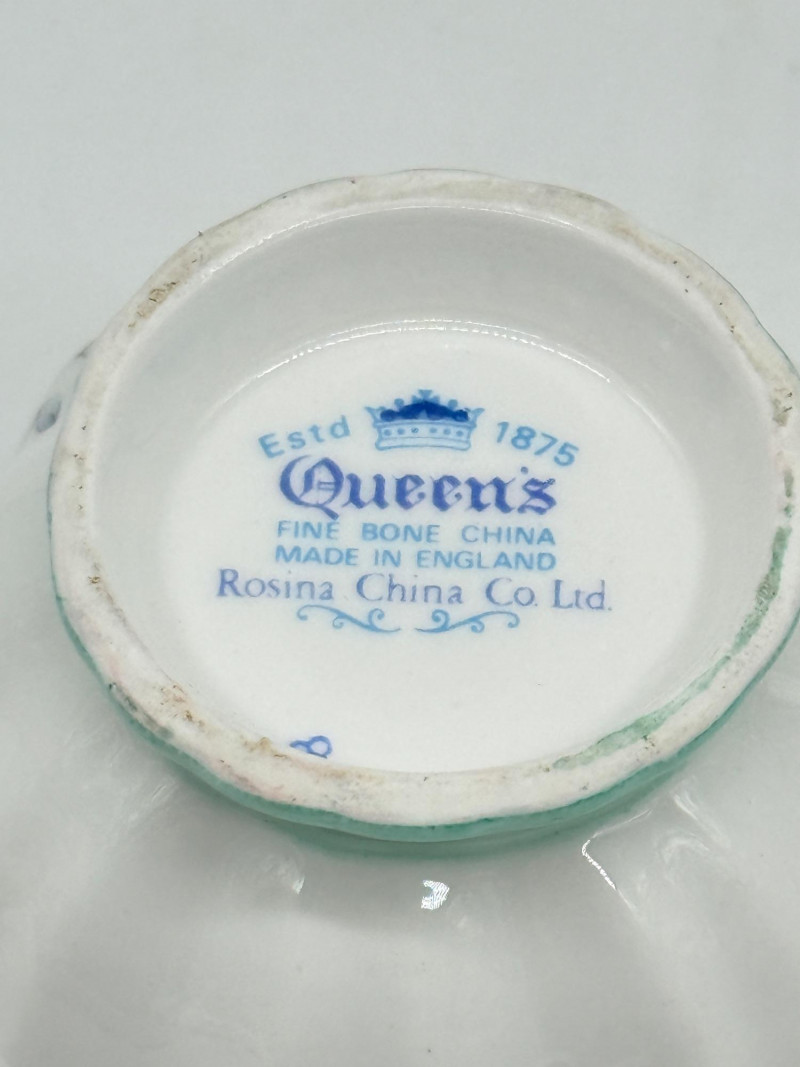 Estd 1875
Queen's
FINE BONE CHINA
MADE IN ENGLAND
Rosina China Co. Ltd.